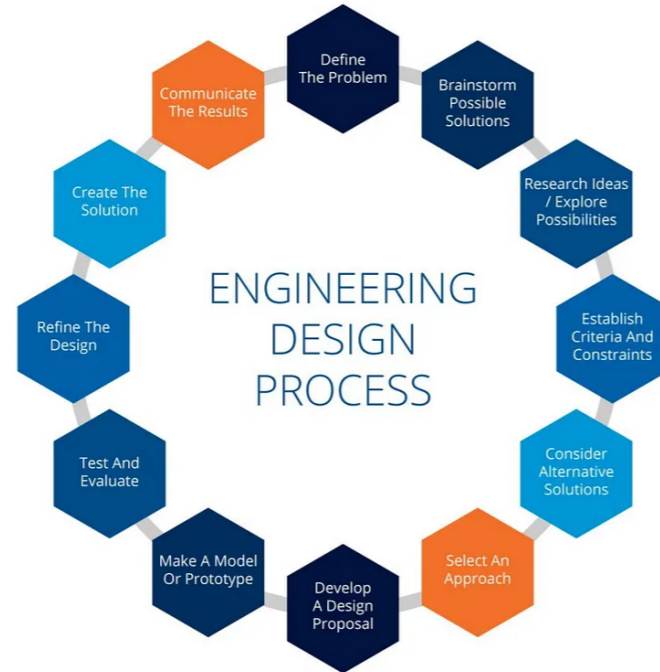 Define
The Problem
Brainstorm
Possible
Solutions
Research Ideas
/ Explore
Possibilities
Establish
Criteria And
Constraints
Consider
Alternative
Solutions
Select An
Approach
Develop
A Design
Proposal
Make A Model
Or Prototype
Test And
Evaluate
Refine The
Design
Create The
Solution
Communicate
The Results
ENGINEERING
DESIGN
PROCESS